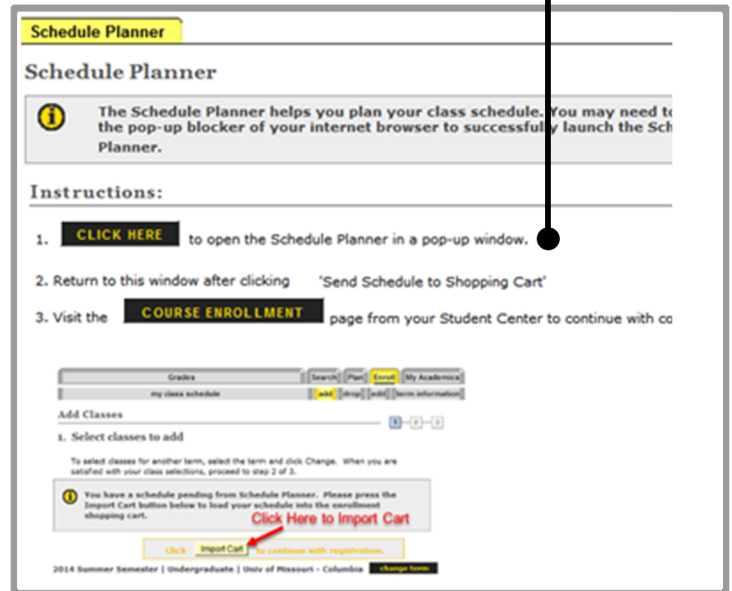 Schedule Planner
Schedule Planner
The Schedule Planner helps you plan your class schedule. You may need to
the pop-up blocker of your internet browser to successfully launch the Sch
Planner.
Instructions:
1. CLICK HERE to open the Schedule Planner in a pop-up window.
2. Return to this window after clicking 'Send Schedule to Shopping Cart'
3. Visit the COURSE ENROLLMENT page from your Student Center to continue with co
Grades Search Plan Enroll My Academics
my class schedule add drop edit term information
Add Classes
1 2 3
1. Select classes to add
To select classes for another term, select the term and click Change. When you are
satisfied with your class selections, proceed to step 2 of 3.
You have a schedule pending from Schedule Planner. Please press the
Import Cart button below to load your schedule into the enrollment
shopping cart.
Click Here to Import Cart
Click Import Cart to continue with registration.
2014 Summer Semester | Undergraduate | Univ of Missouri - Columbia change term